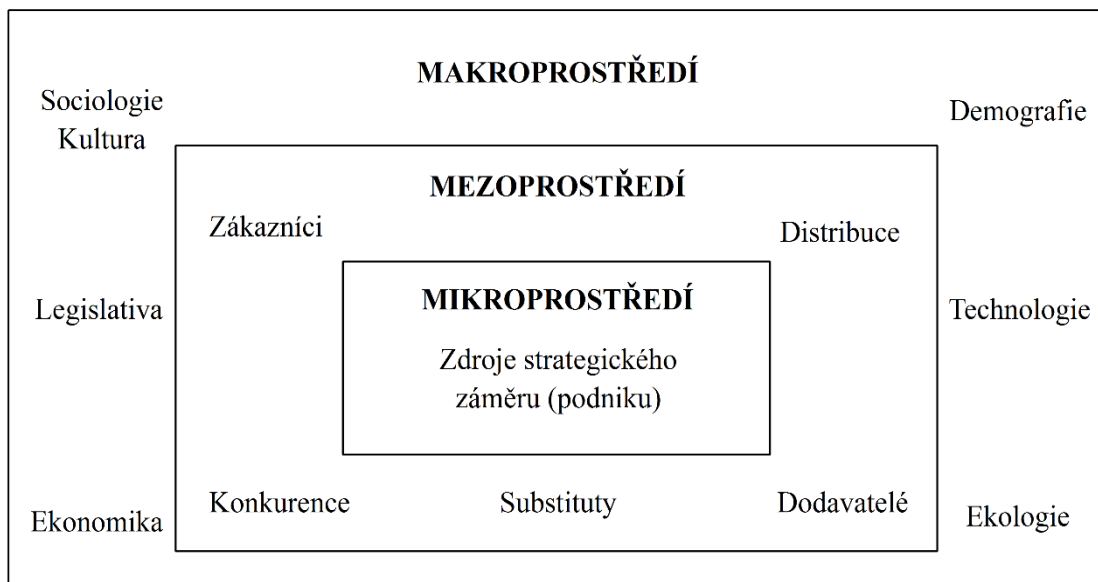 MAKROPROSTŘEDÍ
Sociologie
Kultura
Demografie
MEZOPROSTŘEDÍ
Zákazníci
Distribuce
MIKROPROSTŘEDÍ
Legislativa
Technologie
Zdroje strategického
záměru (podniku)
Konkurence
Substituty
Dodavatelé
Ekonomika
Ekologie